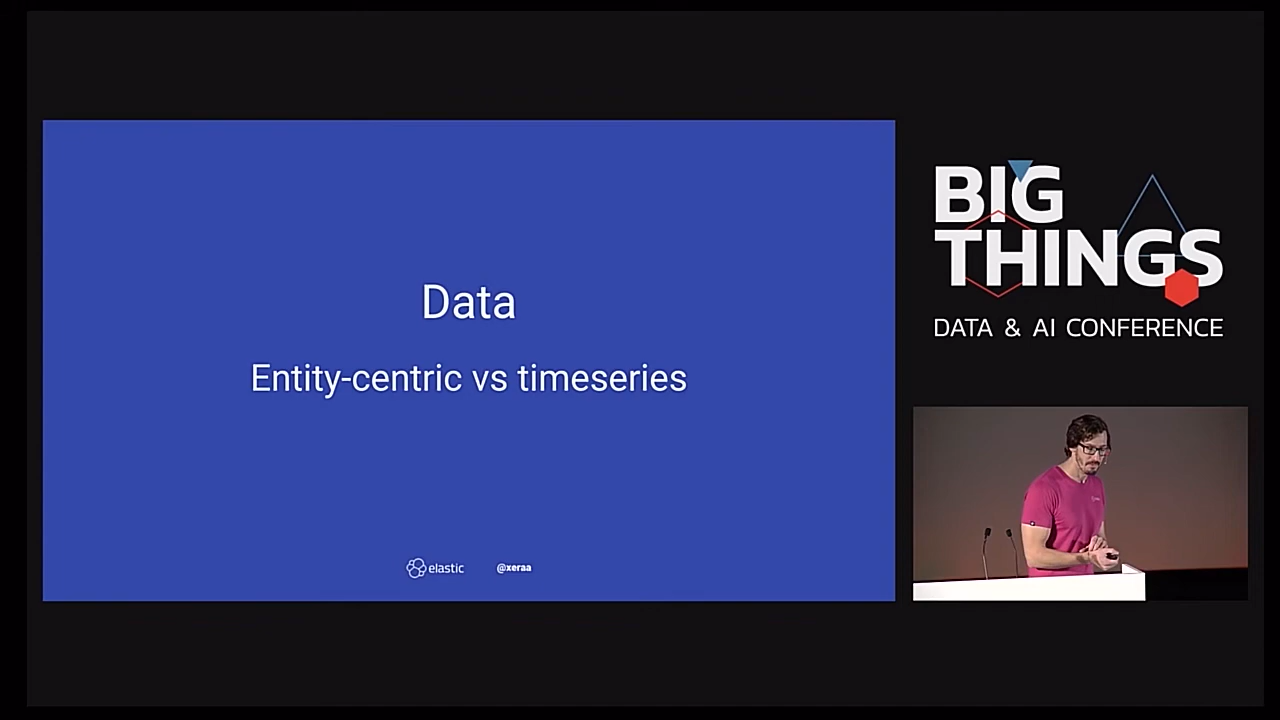 Data
Entity-centric vs timeseries
elastic
@xeraa
BIG
THINGS
DATA & AI CONFERENCE